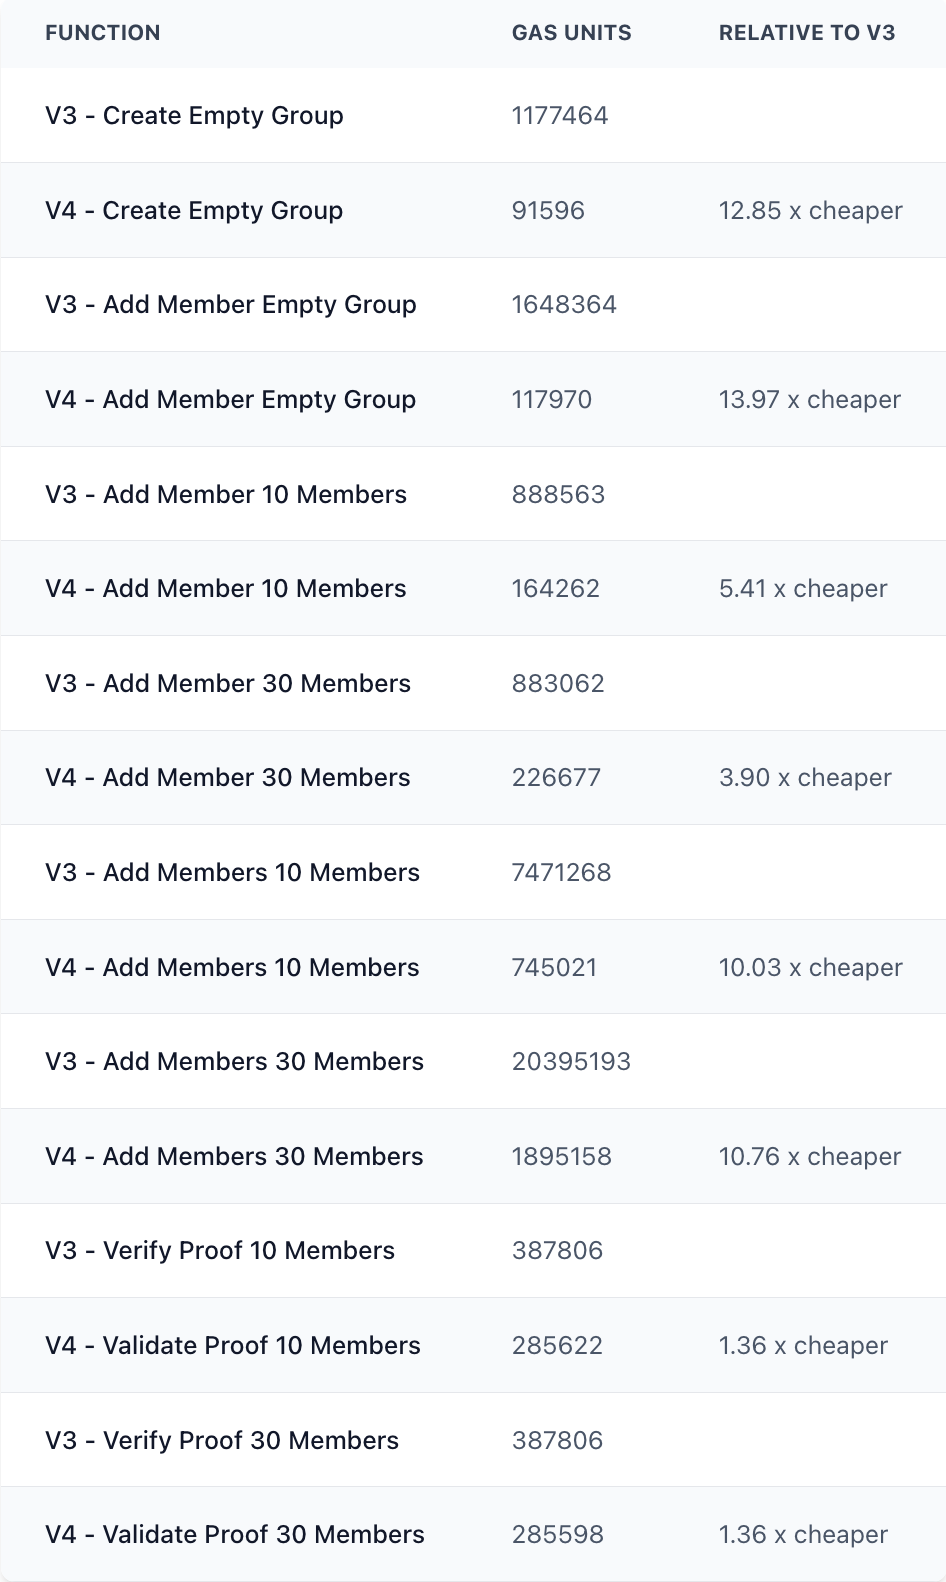 FUNCTION GAS UNITS RELATIVE TO V3
V3 - Create Empty Group 1177464
V4 - Create Empty Group 91596 12.85 x cheaper
V3 - Add Member Empty Group 1648364
V4 - Add Member Empty Group 117970 13.97 x cheaper
V3 - Add Member 10 Members 888563
V4 - Add Member 10 Members 164262 5.41 x cheaper
V3 - Add Member 30 Members 883062
V4 - Add Member 30 Members 226677 3.90 x cheaper
V3 - Add Members 10 Members 7471268
V4 - Add Members 10 Members 745021 10.03 x cheaper
V3 - Add Members 30 Members 20395193
V4 - Add Members 30 Members 1895158 10.76 x cheaper
V3 - Verify Proof 10 Members 387806
V4 - Validate Proof 10 Members 285622 1.36 x cheaper
V3 - Verify Proof 30 Members 387806
V4 - Validate Proof 30 Members 285598 1.36 x cheaper